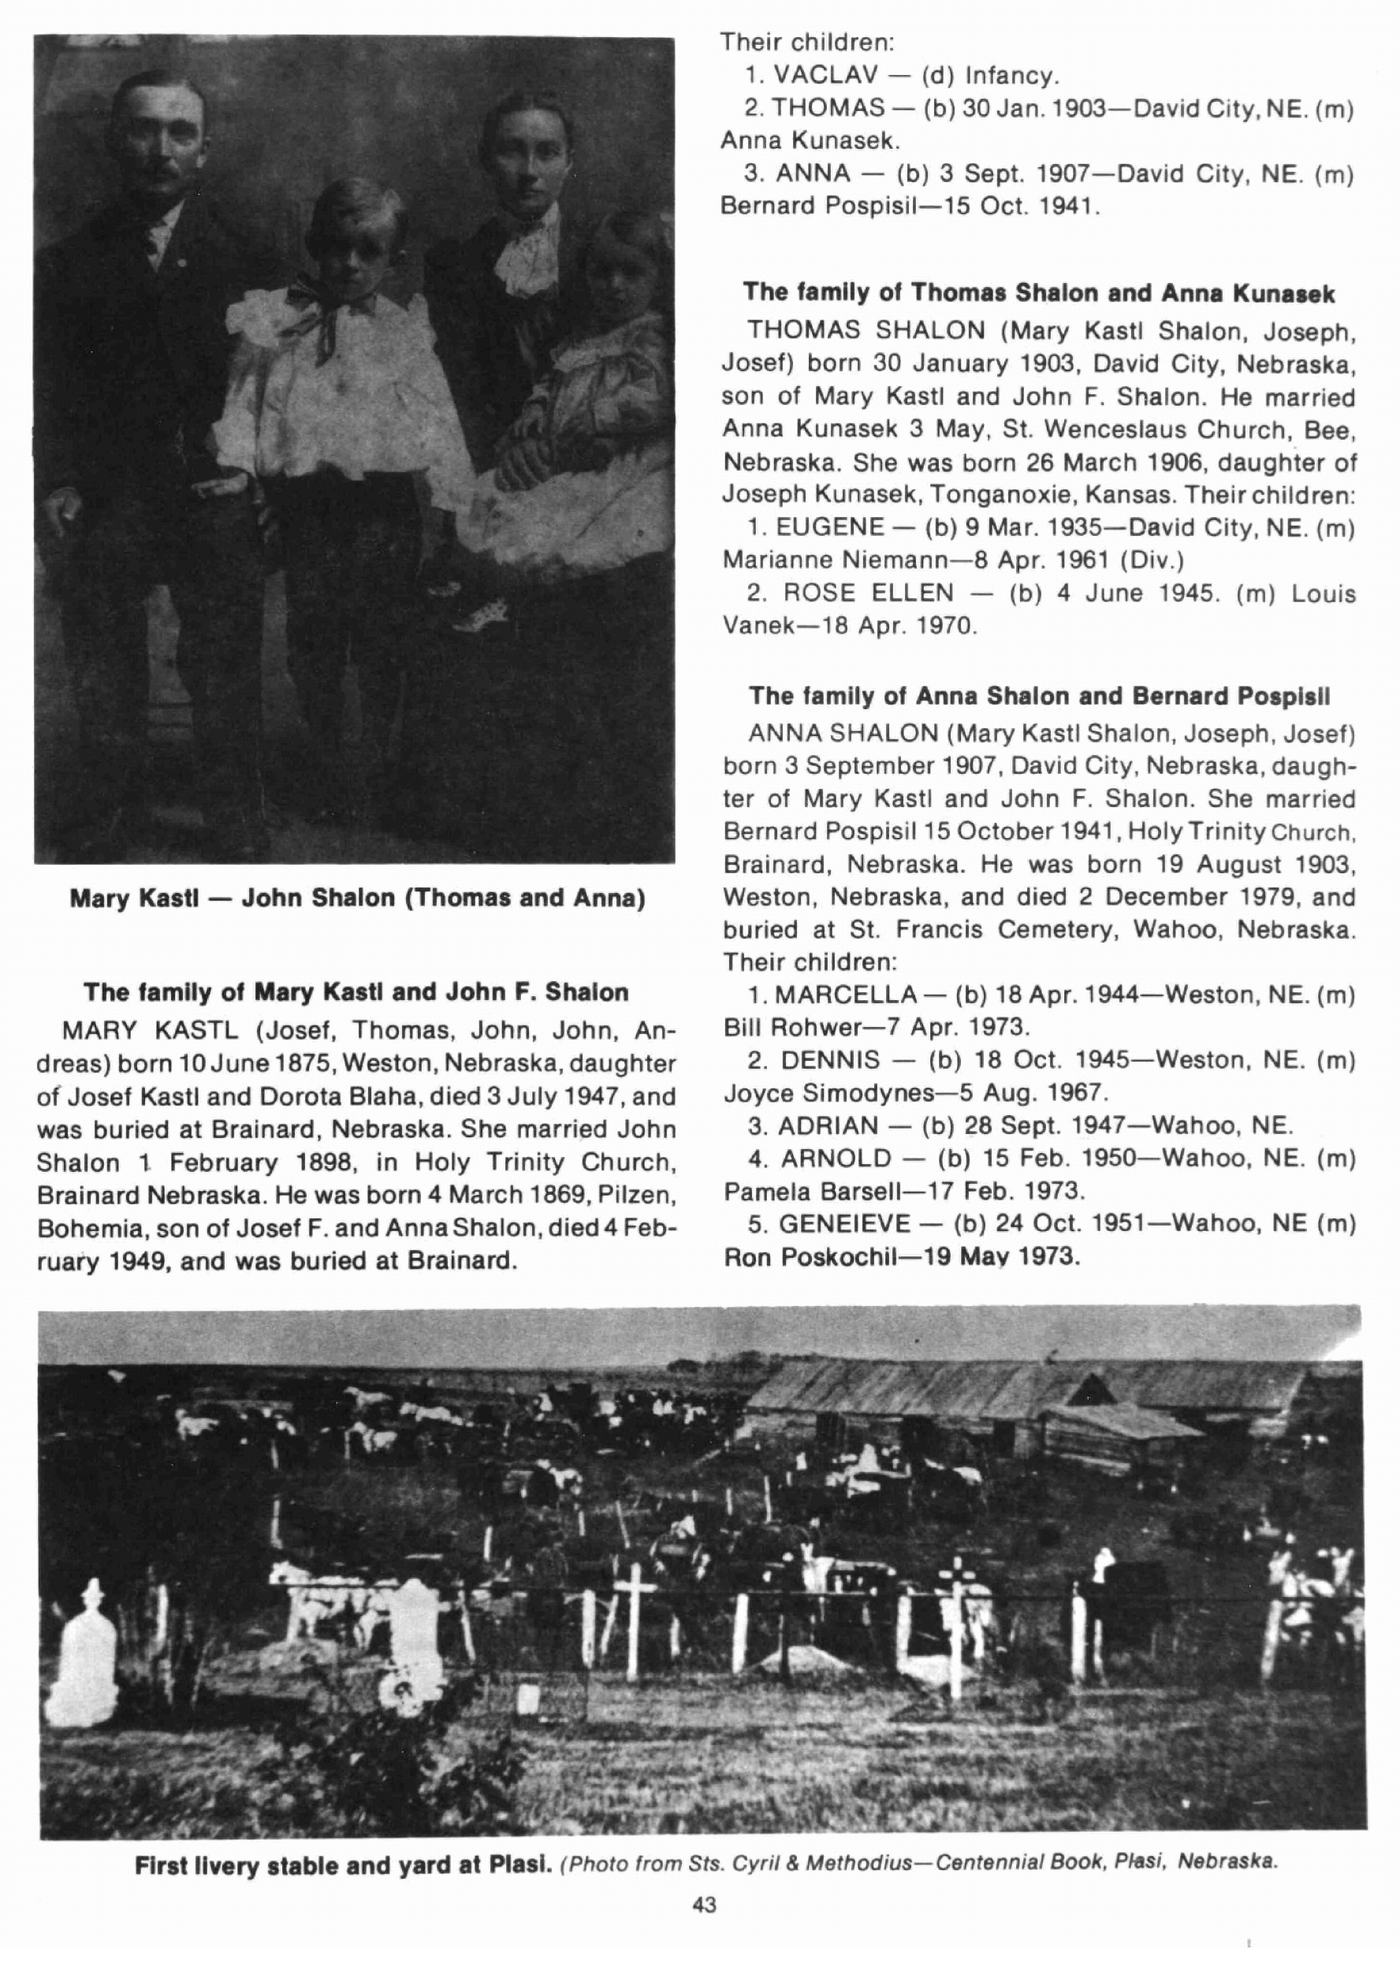 Mary Kastl — John Shalon (Thomas and Anna)
The family of Mary Kastl and John F. Shalon
MARY KASTL (Josef, Thomas, John, John, An-
dreas) born 10 June 1875, Weston, Nebraska, daughter
of Josef Kastl and Dorota Blaha, died 3 July 1947, and
was buried at Brainard, Nebraska. She married John
Shalon 1 February 1898, in Holy Trinity Church,
Brainard Nebraska. He was born 4 March 1869, Pilzen,
Bohemia, son of Josef F. and Anna Shalon, died 4 Feb-
ruary 1949, and was buried at Brainard.
Their children:
1. VACLAV — (d) Infancy.
2. THOMAS — (b) 30 Jan. 1903—David City, NE. (m)
Anna Kunasek.
3. ANNA — (b) 3 Sept. 1907—David City, NE. (m)
Bernard Pospisil—15 Oct. 1941.
The family of Thomas Shalon and Anna Kunasek
THOMAS SHALON (Mary Kastl Shalon, Joseph,
Josef) born 30 January 1903, David City, Nebraska,
son of Mary Kastl and John F. Shalon. He married
Anna Kunasek 3 May, St. Wenceslaus Church, Bee,
Nebraska. She was born 26 March 1906, daughter of
Joseph Kunasek, Tonganoxie, Kansas. Their children:
1. EUGENE — (b) 9 Mar. 1935—David City, NE. (m)
Marianne Niemann—8 Apr. 1961 (Div.)
2. ROSE ELLEN — (b) 4 June 1945. (m) Louis
Vanek—18 Apr. 1970.
The family of Anna Shalon and Bernard Pospisil
ANNA SHALON (Mary Kastl Shalon, Joseph, Josef)
born 3 September 1907, David City, Nebraska, daugh-
ter of Mary Kastl and John F. Shalon. She married
Bernard Pospisil 15 October 1941, Holy Trinity Church,
Brainard, Nebraska. He was born 19 August 1903,
Weston, Nebraska, and died 2 December 1979, and
buried at St. Francis Cemetery, Wahoo, Nebraska.
Their children:
1. MARCELLA — (b) 18 Apr. 1944—Weston, NE. (m)
Bill Rohwer—7 Apr. 1973.
2. DENNIS — (b) 18 Oct. 1945—Weston, NE. (m)
Joyce Simodynes—5 Aug. 1967.
3. ADRIAN — (b) 28 Sept. 1947—Wahoo, NE.
4. ARNOLD — (b) 15 Feb. 1950—Wahoo, NE. (m)
Pamela Barsell—17 Feb. 1973.
5. GENEIEVE — (b) 24 Oct. 1951—Wahoo, NE (m)
Ron Poskochil—19 May 1973.
First livery stable and yard at Plasi. (Photo from Sts. Cyril & Methodius—Centennial Book, Plasi, Nebraska.
43